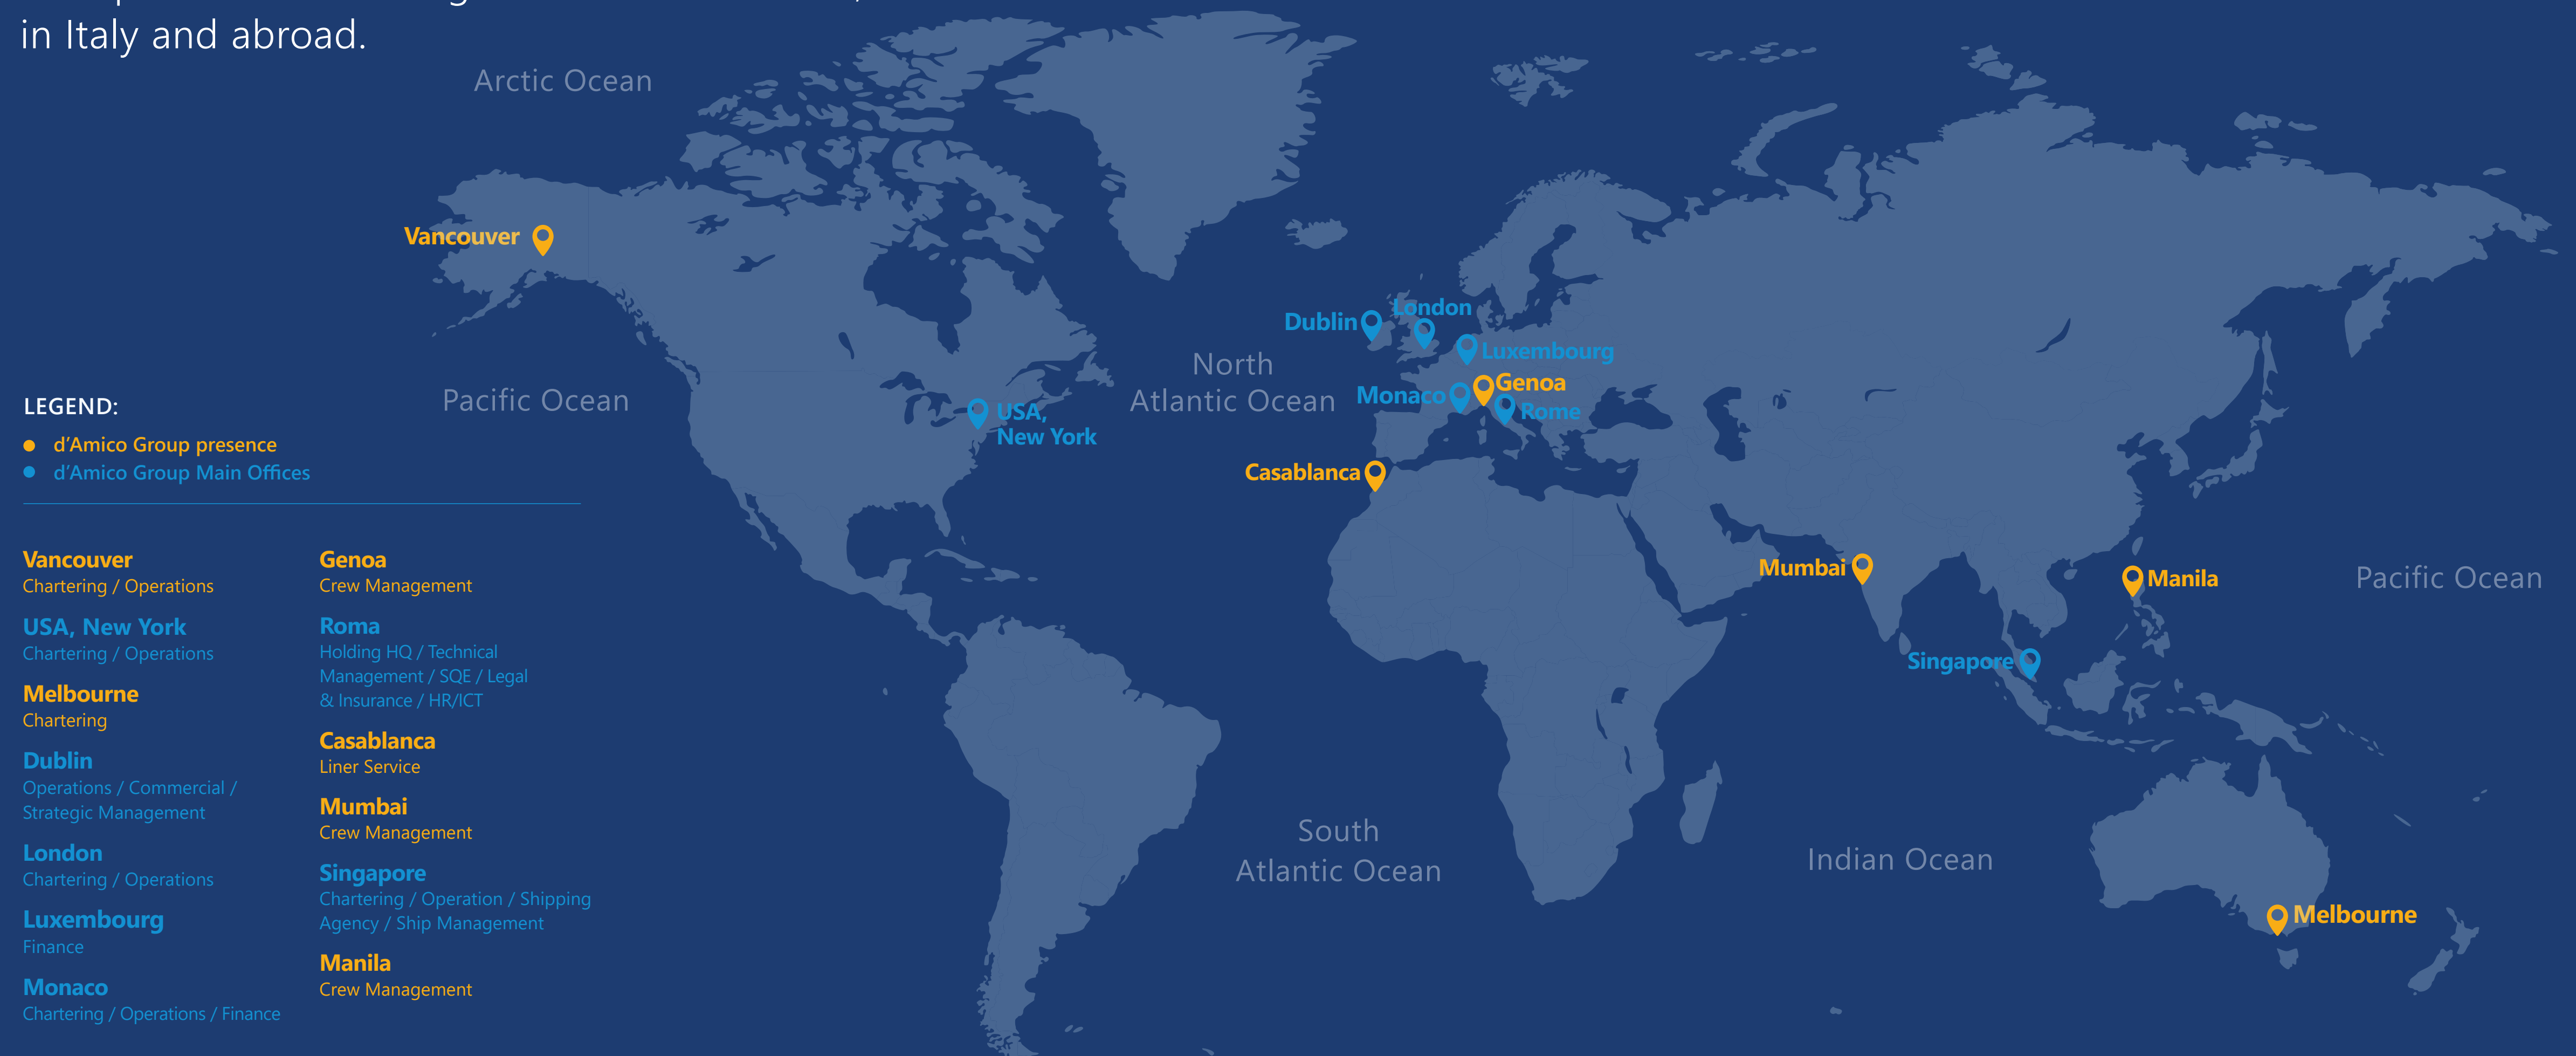 in Italy and abroad.
Arctic Ocean
Vancouver
Pacific Ocean
North
Atlantic Ocean
Dublin
London
Luxembourg
Monaco
Genoa
Rome
USA,
New York
Casablanca
Mumbai
Manila
Pacific Ocean
Singapore
South
Atlantic Ocean
Indian Ocean
Melbourne
LEGEND:
d'Amico Group presence
d'Amico Group Main Offices
Vancouver
Chartering / Operations
USA, New York
Chartering / Operations
Melbourne
Chartering
Dublin
Operations / Commercial /
Strategic Management
London
Chartering / Operations
Luxembourg
Finance
Monaco
Chartering / Operations / Finance
Genoa
Crew Management
Roma
Holding HQ / Technical
Management / SQE / Legal
& Insurance / HR/ICT
Casablanca
Liner Service
Mumbai
Crew Management
Singapore
Chartering / Operation / Shipping
Agency / Ship Management
Manila
Crew Management